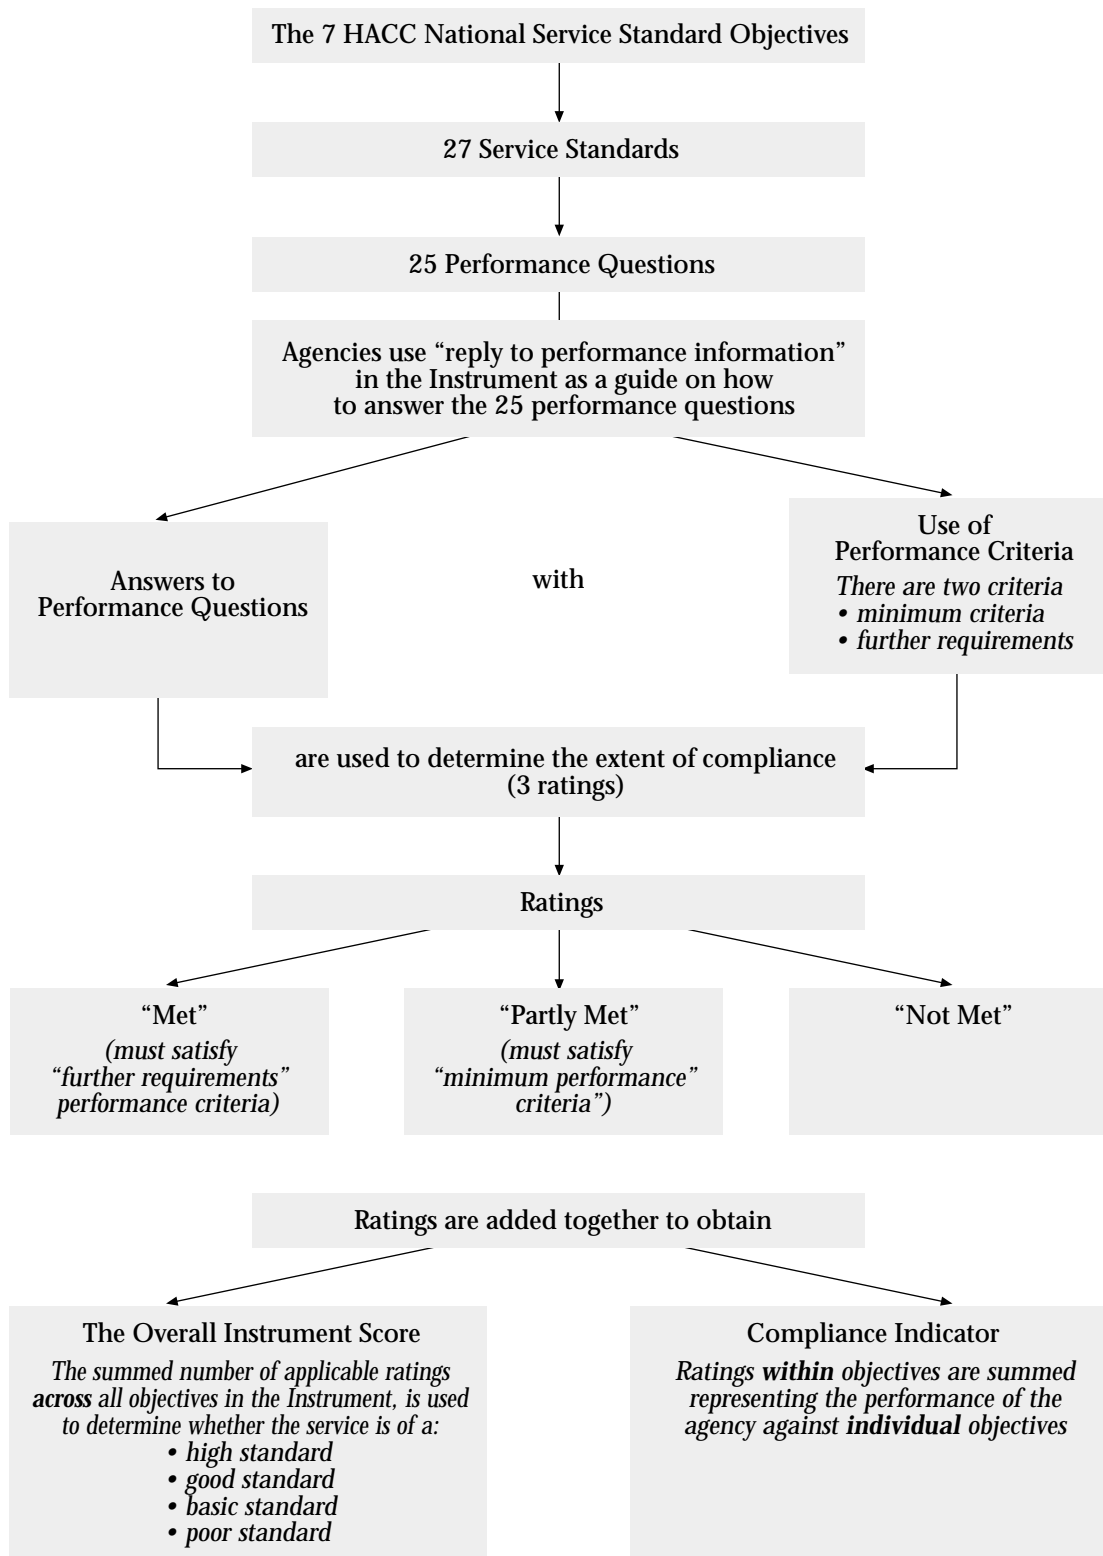 The 7 HACC National Service Standard Objectives
27 Service Standards
25 Performance Questions
Agencies use “reply to performance information”
in the Instrument as a guide on how
to answer the 25 performance questions
Answers to
Performance Questions
with
Use of
Performance Criteria
There are two criteria
• minimum criteria
• further requirements
are used to determine the extent of compliance
(3 ratings)
Ratings
“Met”
(must satisfy
“further requirements”
performance criteria)
“Partly Met”
(must satisfy
“minimum performance”
criteria”)
“Not Met”
Ratings are added together to obtain
The Overall Instrument Score
The summed number of applicable ratings
across all objectives in the Instrument, is used
to determine whether the service is of a:
• high standard
• good standard
• basic standard
• poor standard
Compliance Indicator
Ratings within objectives are summed
representing the performance of the
agency against individual objectives